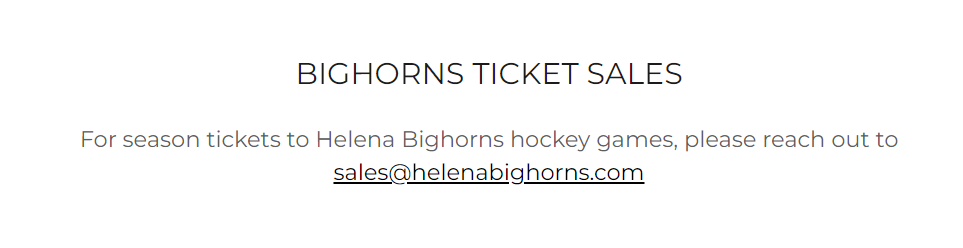 BIGHORNS TICKET SALES
For season tickets to Helena Bighorns hockey games, please reach out to
sales@helenabighorns.com